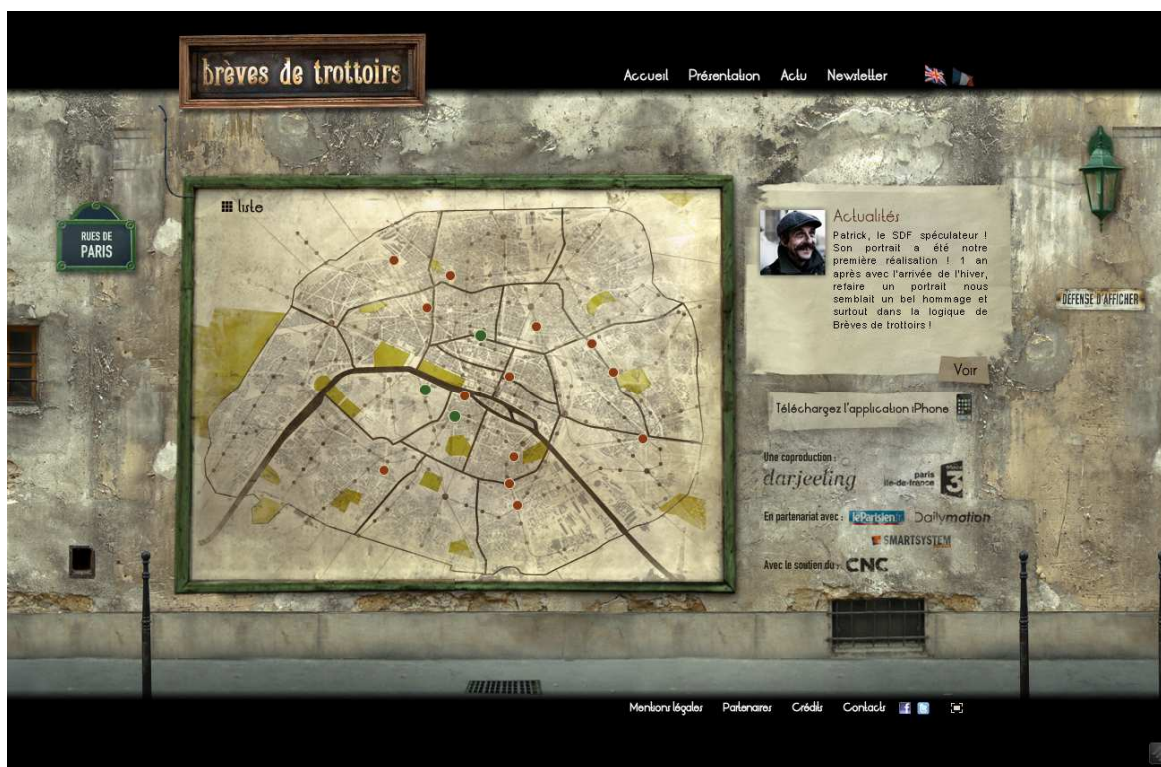 brèves de trottoirs
Accueil Présentation Actu Newsletter
liste
RUES DE
PARIS
Actualités
Patrick, le SDF spéculateur !
Son portrait a été notre
première réalisation ! 1 an
après avec l'arrivée de l'hiver,
refaire un portrait nous
semblait un bel hommage et
surtout dans la logique de
Brèves de trottoirs !
Voir
DEFENSE D'AFFICHER
Téléchargez l'application iPhone
Une coproduction :
darjeeling
paris
île-de-france
3
En partenariat avec : leParisien.fr Dailymotion
SMARTSYSTEM
Avec le soutien du : CNC
Mentions légales Partenaires Crédits Contacts